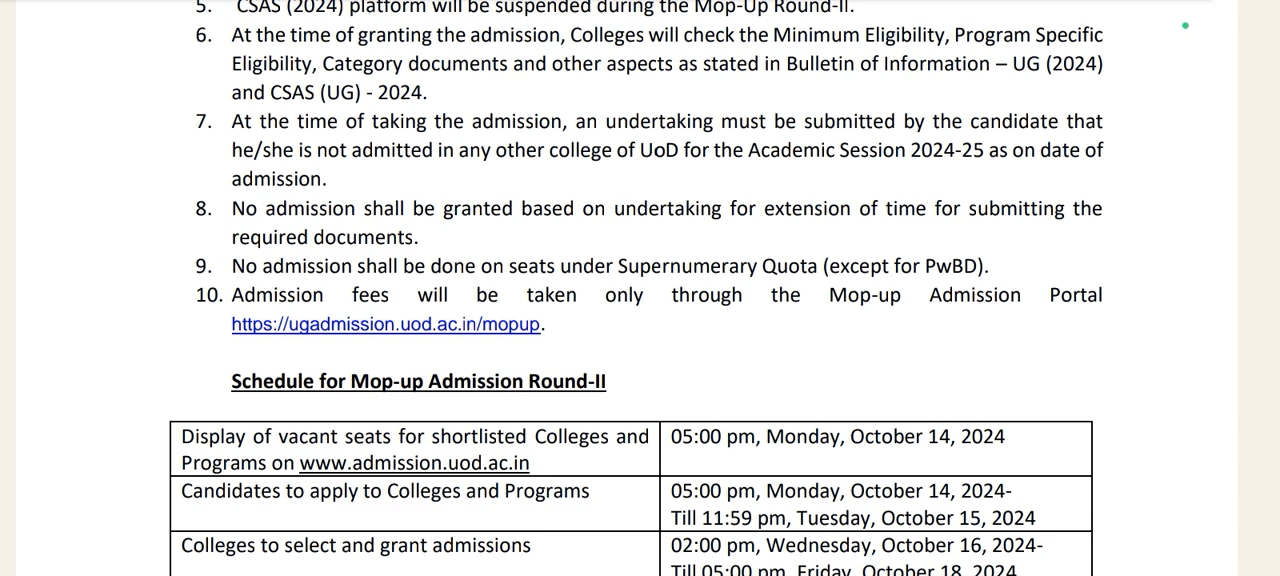 5. CSAS (2024) platform will be suspended during the Mop-Up Round-II.
6. At the time of granting the admission, Colleges will check the Minimum Eligibility, Program Specific
Eligibility, Category documents and other aspects as stated in Bulletin of Information – UG (2024)
and CSAS (UG) - 2024.
7. At the time of taking the admission, an undertaking must be submitted by the candidate that
he/she is not admitted in any other college of UoD for the Academic Session 2024-25 as on date of
admission.
8. No admission shall be granted based on undertaking for extension of time for submitting the
required documents.
9. No admission shall be done on seats under Supernumerary Quota (except for PwBD).
10. Admission fees will be taken only through the Mop-up Admission Portal
https://ugadmission.uod.ac.in/mopup.
Schedule for Mop-up Admission Round-II
Display of vacant seats for shortlisted Colleges and
Programs on www.admission.uod.ac.in
05:00 pm, Monday, October 14, 2024
Candidates to apply to Colleges and Programs
05:00 pm, Monday, October 14, 2024-
Till 11:59 pm, Tuesday, October 15, 2024
Colleges to select and grant admissions
02:00 pm, Wednesday, October 16, 2024-
Till 05:00 pm, Friday, October 18, 2024